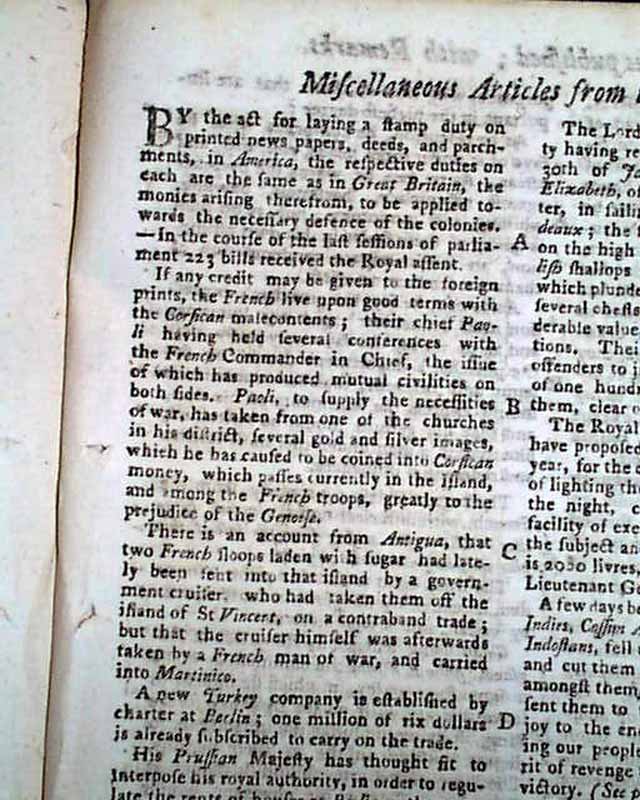 Miſcellaneous Articles from
BY the act for laying a ſtamp duty on
printed news papers, deeds, and parch-
ments, in America, the reſpective duties on
each are the ſame as in Great Britain, the
monies ariſing therefrom, to be applied to-
wards the neceſſary defence of the colonies.
—In the courſe of the laſt ſeſſions of parlia-
ment 223 bills received the Royal aſſent.
If any credit may be given to the foreign
prints, the French live upon good terms with
the Corſican malecontents; their chief Pao-
li having held ſeveral conferences with
the French Commander in Chief, the iſſue
of which has produced mutual civilities on
both ſides. Paoli, to ſupply the neceſſities
of war, has taken from one of the churches
in his diſtrict, ſeveral gold and ſilver images,
which he has cauſed to be coined into Corſican
money, which paſſes currently in the iſland,
and among the French troops, greatly to the
prejudice of the Genoeſe.
There is an account from Antigua, that
two French ſloops laden with ſugar had late-
ly been ſent into that iſland by a govern-
ment cruiſer, who had taken them off the
iſland of St Vincent, on a contraband trade;
but that the cruiſer himſelf was afterwards
taken by a French man of war, and carried
into Martinico.
A new Turkey company is eſtabliſhed by
charter at Berlin; one million of rix dollars
is already ſubſcribed to carry on the trade.
His Pruſſian Majeſty has thought fit to
interpoſe his royal authority, in order to regu-
late the rents of houſes at
A
B
C
D
The Lord
ty having re
30th of Ja
Elizabeth, of
ter, in ſaili
deaux; the
on the high
liſh ſhallops
which plunde
ſeveral cheſts
derable value
tions. Thei
offenders to j
of one hund
them, clear
The Royal
have propoſed
year, for the
of lighting the
the night, c
facility of exe
the ſubject an
is 2000 livres,
Lieutenant Ge
A few days be
Indies, Coſſim A
Indoſtans, fell
and cut them
amongſt them,
ſent them to
joy to the en
ing our people
rit of revenge
victory. (See p